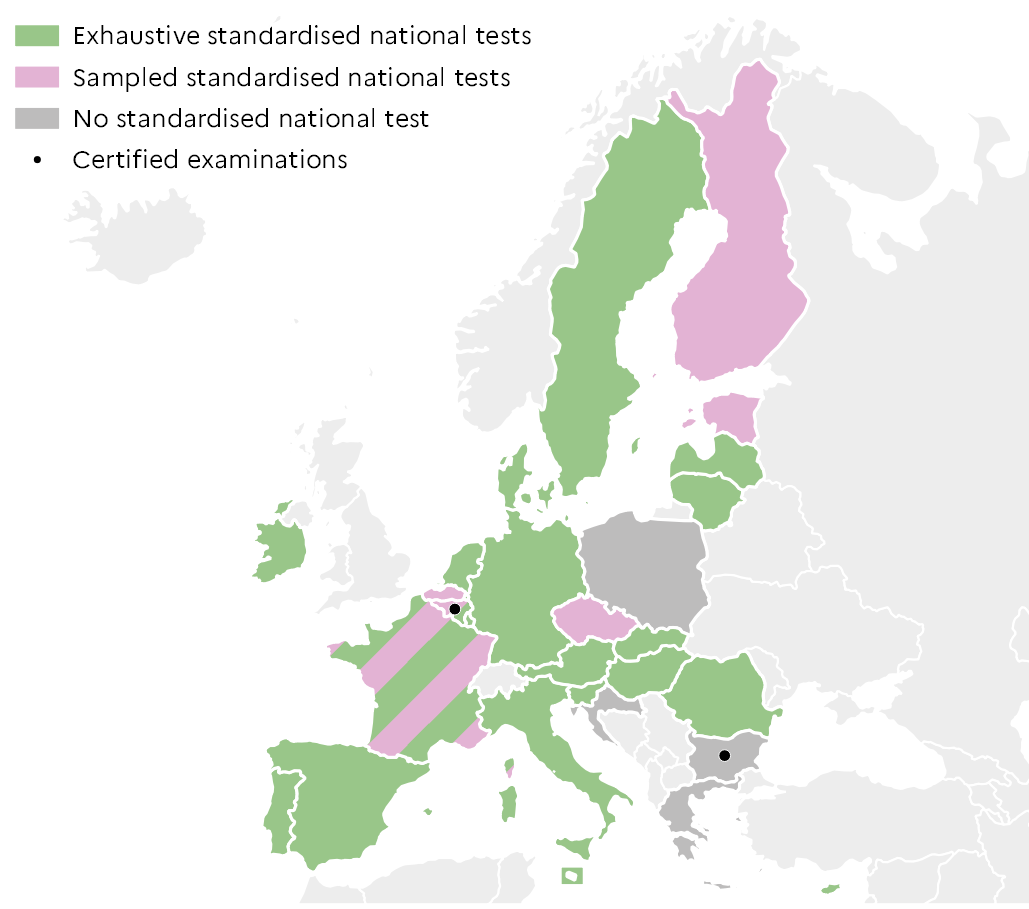 Exhaustive standardised national tests
Sampled standardised national tests
No standardised national test
Certified examinations